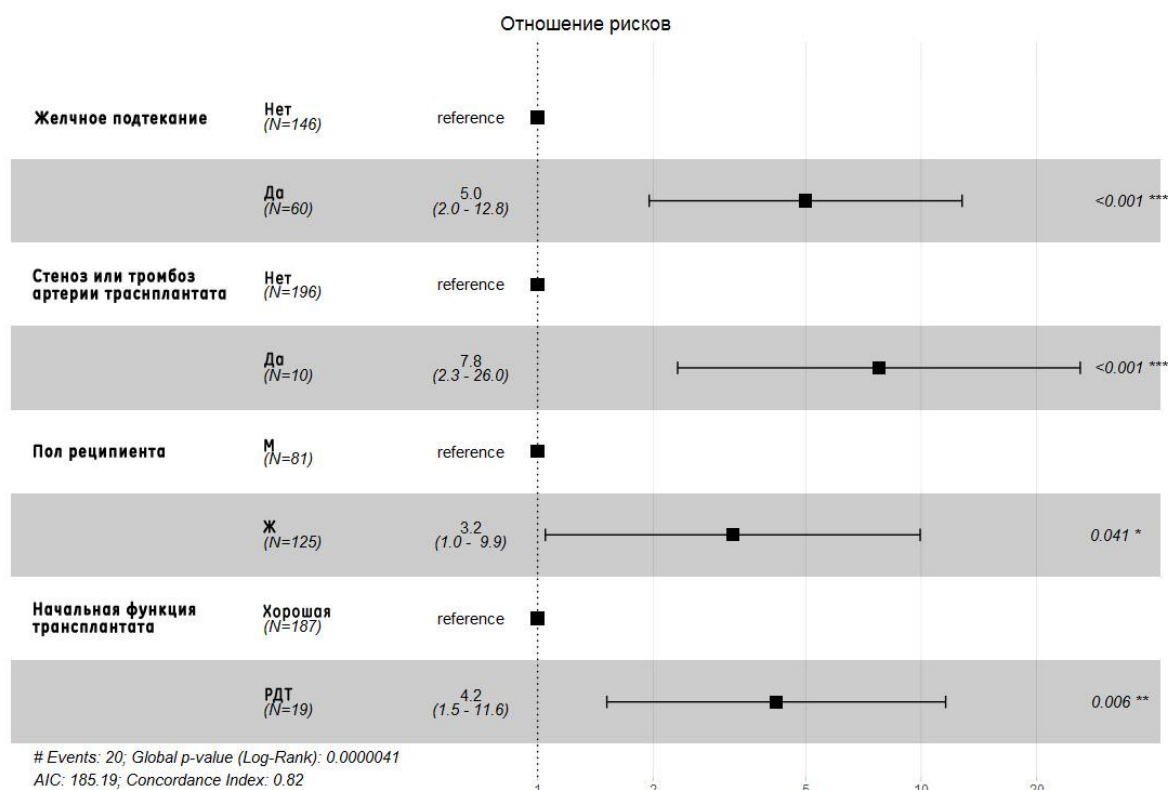 Отношение рисков
Желчное подтекание
Нет
(N=146)
reference
Да
(N=60)
5.0
(2.0 - 12.8)
<0.001 ***
Стеноз или тромбоз
артерии траснплантата
Нет
(N=196)
reference
Да
(N=10)
7.8
(2.3 - 26.0)
<0.001 ***
Пол реципиента
М
(N=81)
reference
Ж
(N=125)
3.2
(1.0 - 9.9)
0.041 *
Начальная функция
трансплантата
Хорошая
(N=187)
reference
РДТ
(N=19)
4.2
(1.5 - 11.6)
0.006 **
# Events: 20; Global p-value (Log-Rank): 0.0000041
AIC: 185.19; Concordance Index: 0.82
1 2 5 10 20